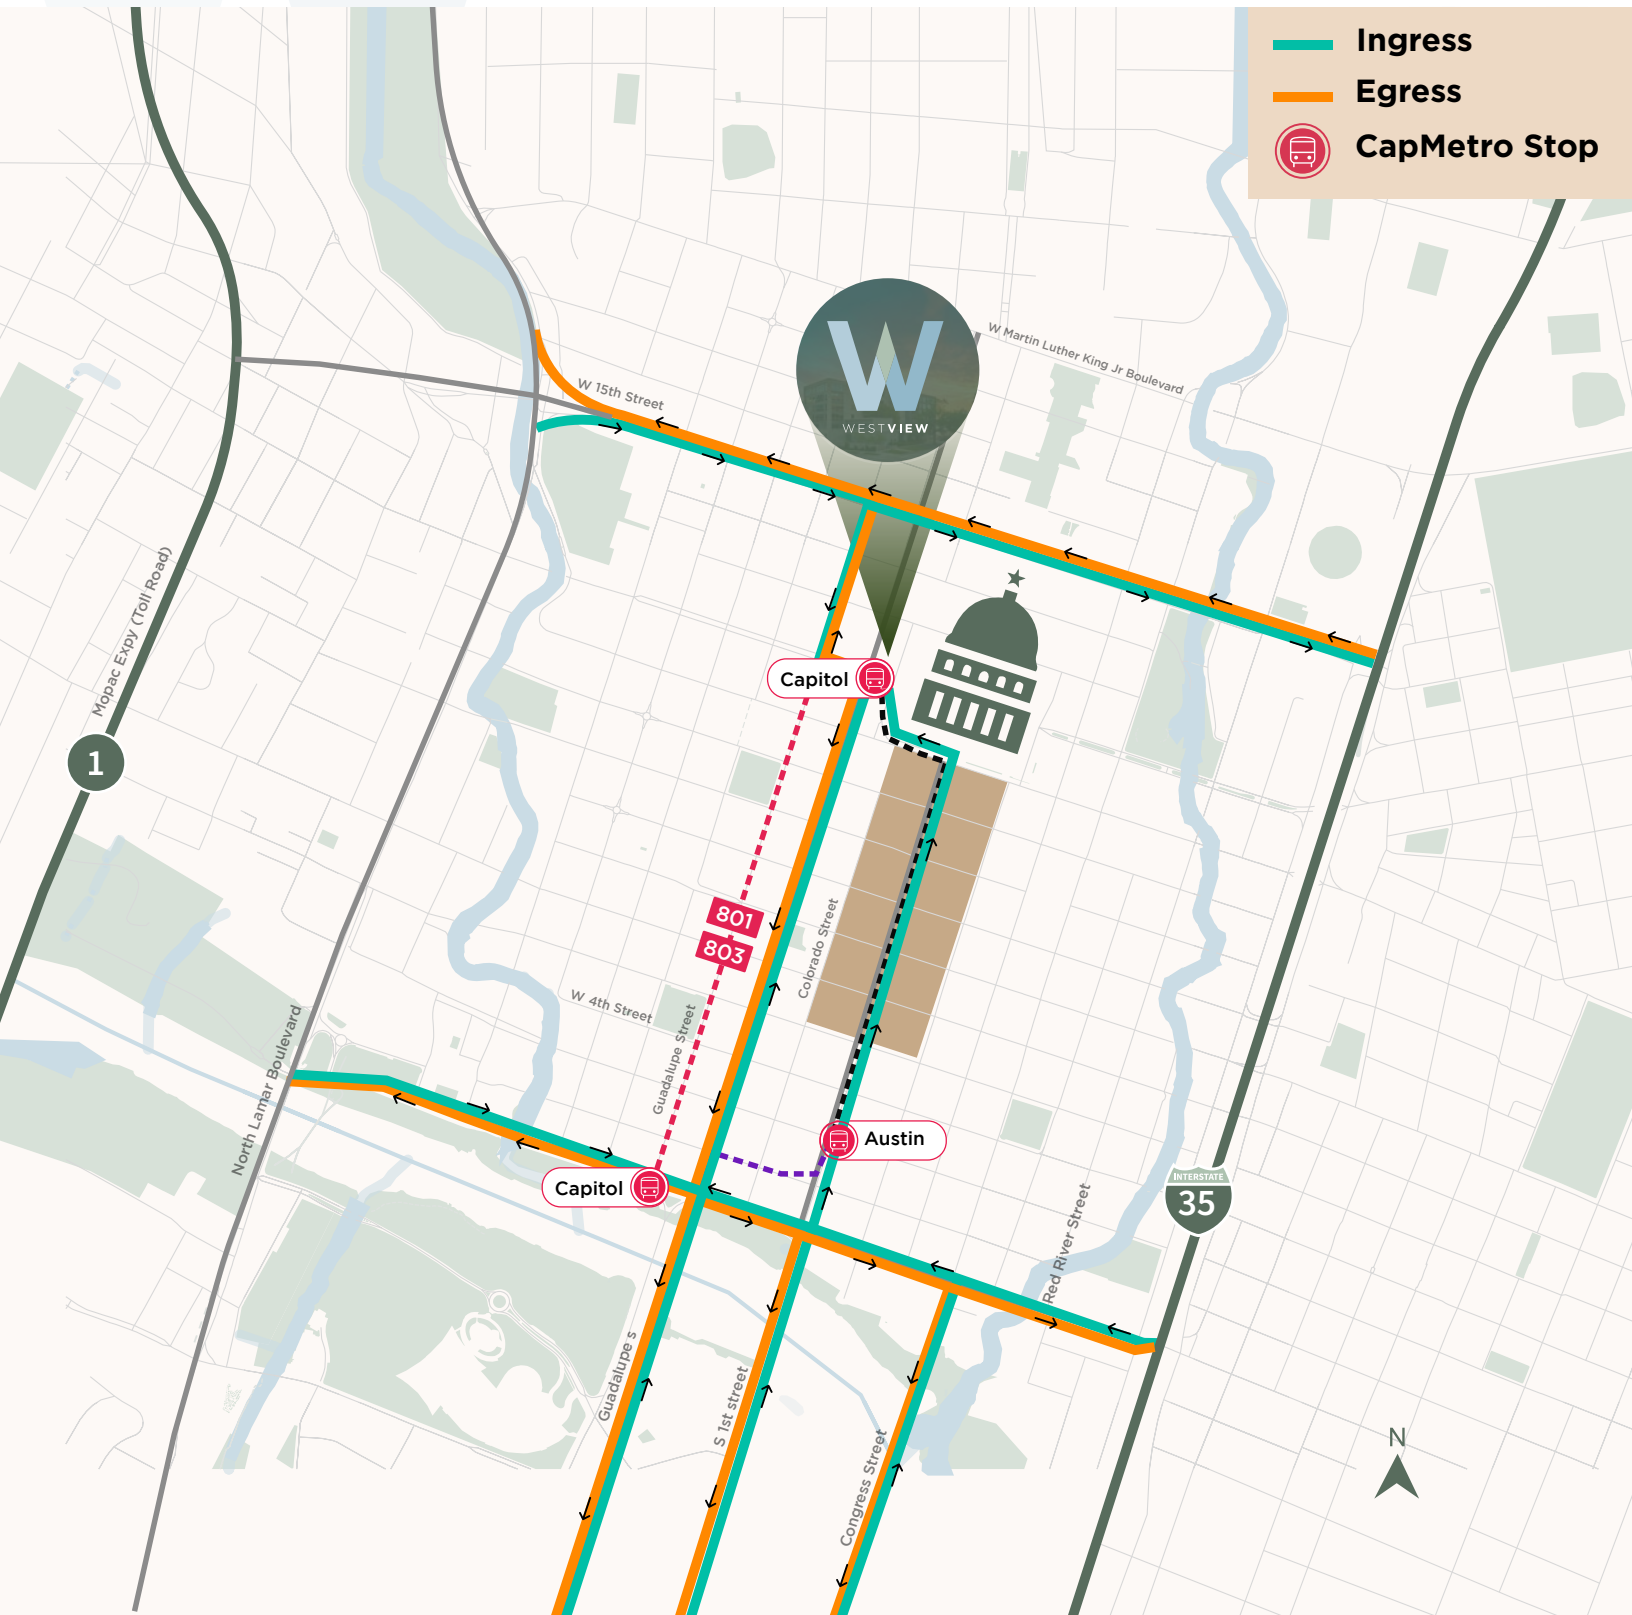 Ingress
Egress
CapMetro Stop
W Martin Luther King Jr Boulevard
W 15th Street
W
WESTVIEW
Mopac Expy (Toll Road)
Capitol
1
801
803
Colorado Street
W 4th Street
Guadalupe Street
North Lamar Boulevard
Austin
Capitol
INTERSTATE
35
Red River Street
Guadalupe s
S 1st street
Congress Street
N